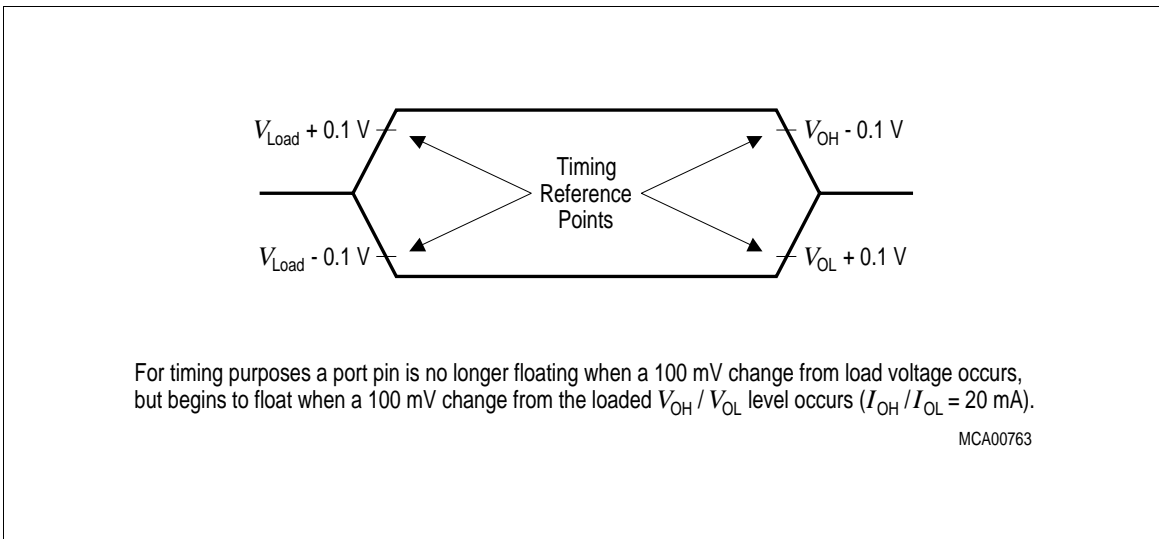 V_Load + 0.1 V
V_OH - 0.1 V
Timing
Reference
Points
V_Load - 0.1 V
V_OL + 0.1 V
For timing purposes a port pin is no longer floating when a 100 mV change from load voltage occurs,
but begins to float when a 100 mV change from the loaded V_OH / V_OL level occurs (I_OH / I_OL = 20 mA).
MCA00763